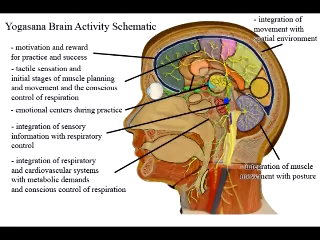 Yogasana Brain Activity Schematic
- integration of
movement with
spatial environment
- motivation and reward
for practice and success
- tactile sensation and
initial stages of muscle planning
and movement and the conscious
control of respiration
- emotional centers during practice
- integration of sensory
information with respiratory
control
- integration of respiratory
and cardiovascular systems
with metabolic demands
and conscious control of respiration
- integration of muscle
movement with posture